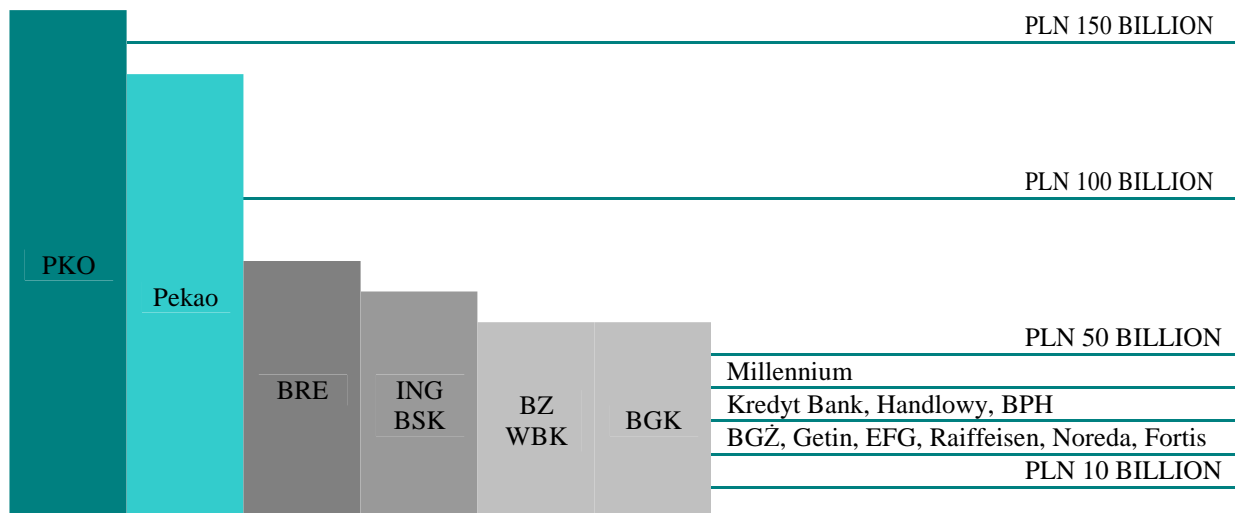 PLN 150 BILLION
PLN 100 BILLION
PKO
Pekao
PLN 50 BILLION
Millennium
BRE
ING
BSK
BZ
WBK
BGK
Kredyt Bank, Handlowy, BPH
BGŻ, Getin, EFG, Raiffeisen, Noreda, Fortis
PLN 10 BILLION